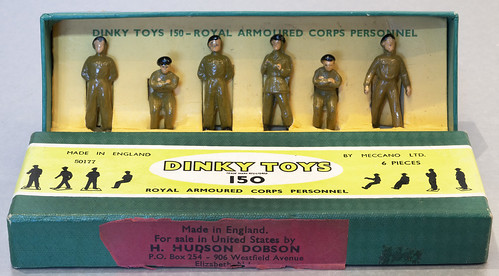 DINKY TOYS 150 - ROYAL ARMOURED CORPS PERSONNEL
MADE IN ENGLAND
50177
DINKY TOYS
150
BY MECCANO LTD.
6 PIECES
ROYAL ARMOURED CORPS PERSONNEL
Made in England.
For sale in United States by
H. HUDSON DOBSON
P.O. Box 254 - 906 Westfield Avenue
Elizabeth